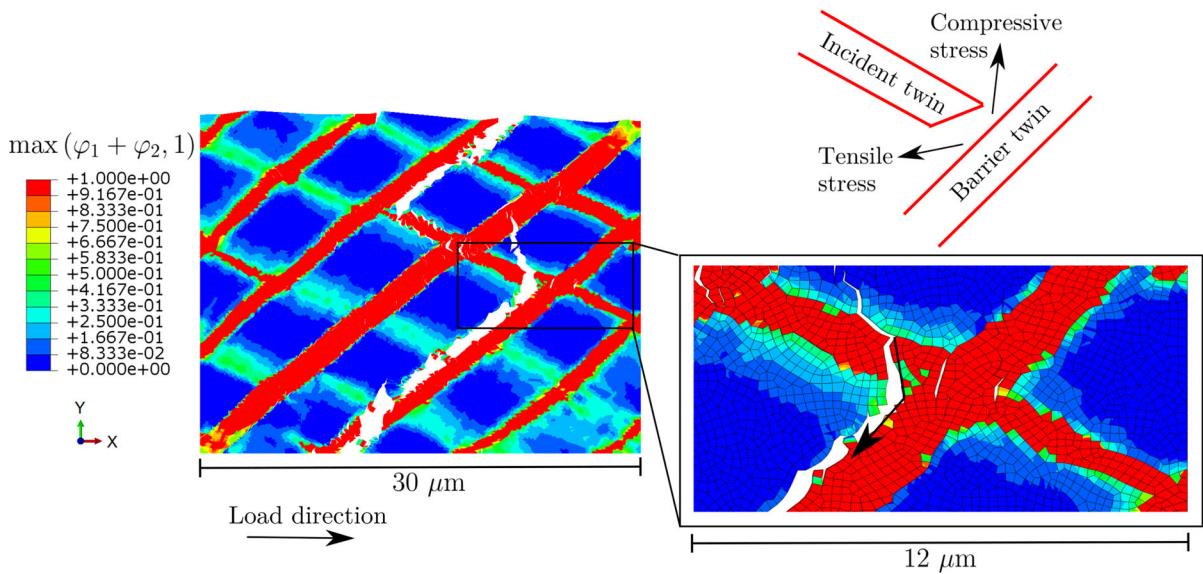 Compressive
stress
Incident twin
Tensile
stress
Barrier twin
max (φ₁ + φ₂, 1)
+1.000e+00
+9.167e-01
+8.333e-01
+7.500e-01
+6.667e-01
+5.833e-01
+5.000e-01
+4.167e-01
+3.333e-01
+2.500e-01
+1.667e-01
+8.333e-02
+0.000e+00
Y
X
30 μm
Load direction
12 μm